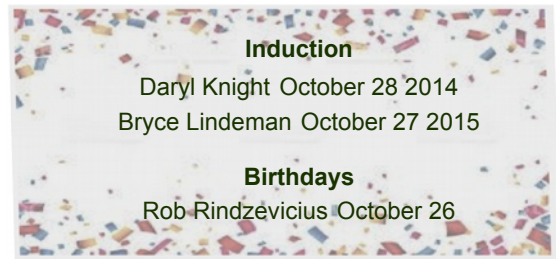 Induction
Daryl Knight October 28 2014
Bryce Lindeman October 27 2015
Birthdays
Rob Rindzevicius October 26